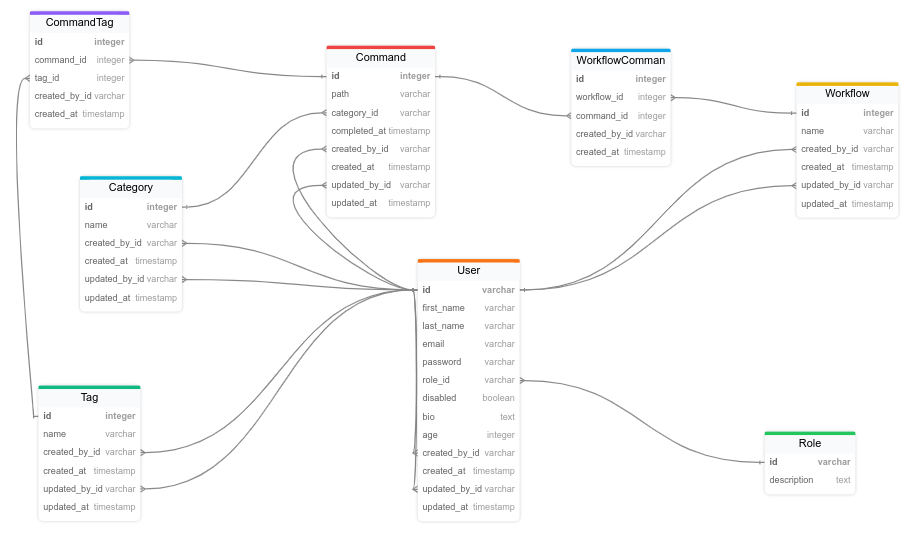 CommandTag
id integer
command_id integer
tag_id integer
created_by_id varchar
created_at timestamp
Command
id integer
path varchar
category_id integer
completed_at timestamp
created_by_id varchar
created_at timestamp
updated_by_id varchar
updated_at timestamp
WorkflowComman
id integer
workflow_id integer
command_id integer
created_by_id varchar
created_at timestamp
Workflow
id integer
name varchar
created_by_id varchar
created_at timestamp
updated_by_id varchar
updated_at timestamp
Category
id integer
name varchar
created_by_id varchar
created_at timestamp
updated_by_id varchar
updated_at timestamp
User
id varchar
first_name varchar
last_name varchar
email varchar
password varchar
role_id varchar
disabled boolean
bio text
age integer
created_by_id varchar
created_at timestamp
updated_by_id varchar
updated_at timestamp
Tag
id integer
name varchar
created_by_id varchar
created_at timestamp
updated_by_id varchar
updated_at timestamp
Role
id varchar
description text